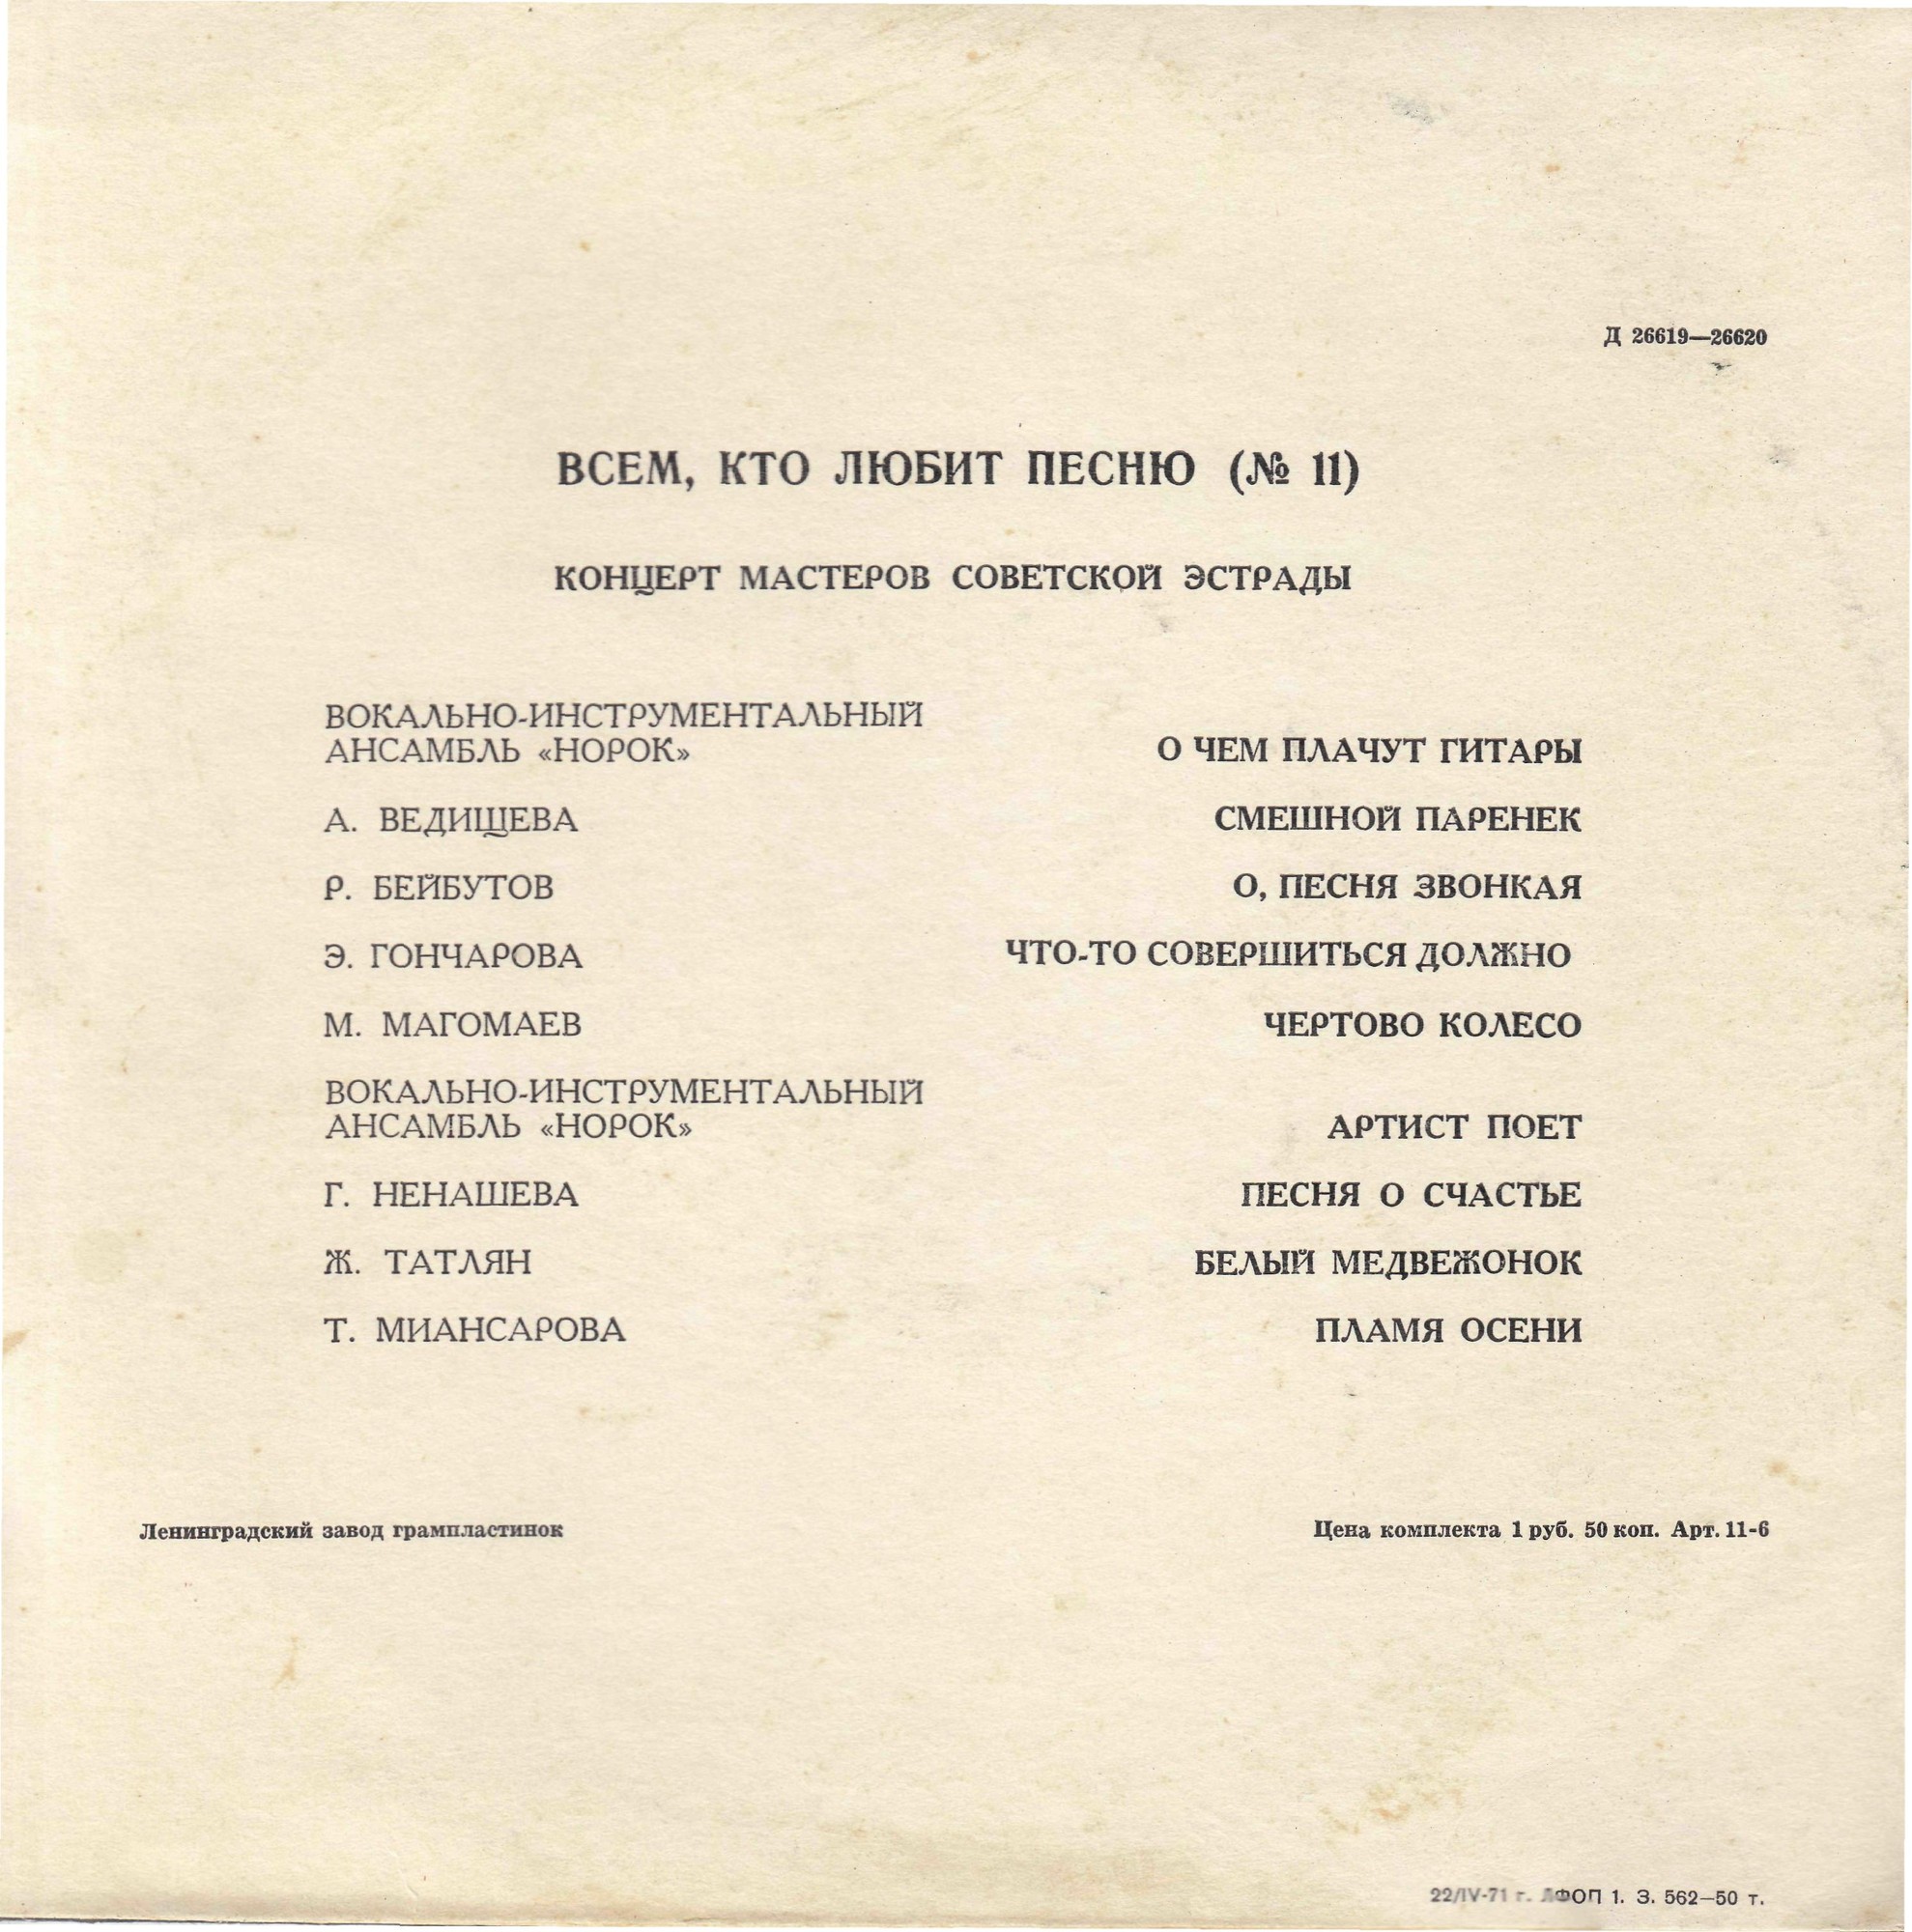 Д 26619—26620
ВСЕМ, КТО ЛЮБИТ ПЕСНЮ (№ 11)
КОНЦЕРТ МАСТЕРОВ СОВЕТСКОЙ ЭСТРАДЫ
ВОКАЛЬНО-ИНСТРУМЕНТАЛЬНЫЙ
АНСАМБЛЬ «НОРОК» О ЧЕМ ПЛАЧУТ ГИТАРЫ
А. ВЕДИЩЕВА СМЕШНОЙ ПАРЕНЕК
Р. БЕЙБУТОВ О, ПЕСНЯ ЗВОНКАЯ
Э. ГОНЧАРОВА ЧТО-ТО СОВЕРШИТЬСЯ ДОЛЖНО
М. МАГОМАЕВ ЧЕРТОВО КОЛЕСО
ВОКАЛЬНО-ИНСТРУМЕНТАЛЬНЫЙ
АНСАМБЛЬ «НОРОК» АРТИСТ ПОЕТ
Г. НЕНАШЕВА ПЕСНЯ О СЧАСТЬЕ
Ж. ТАТЛЯН БЕЛЫЙ МЕДВЕЖОНОК
Т. МИАНСАРОВА ПЛАМЯ ОСЕНИ
Ленинградский завод грампластинок Цена комплекта 1 руб. 50 коп. Арт. 11-6
22/IV-71 г. ЛФОП 1. З. 562—50 т.